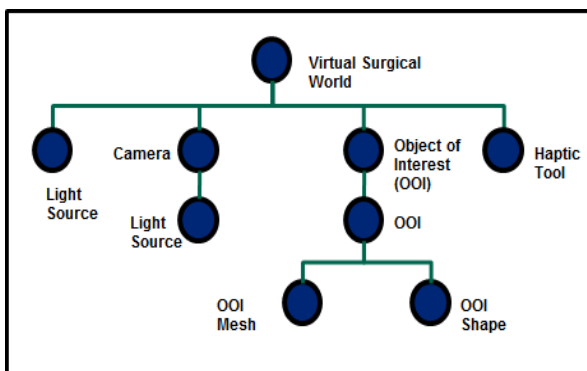 Virtual Surgical
World
Light
Source
Camera
Light
Source
Object of
Interest
(OOI)
OOI
Haptic
Tool
OOI
Mesh
OOI
Shape